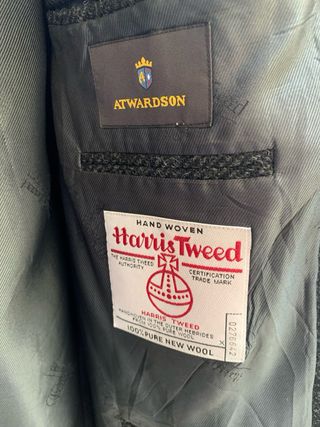 ATWARDSON
HAND WOVEN
Harris Tweed
THE HARRIS TWEED
AUTHORITY
CERTIFICATION
TRADE MARK
HARRIS TWEED
HANDWOVEN IN THE OUTER HEBRIDES
FROM 100% PURE WOOL
100% PURE NEW WOOL
X 0276642